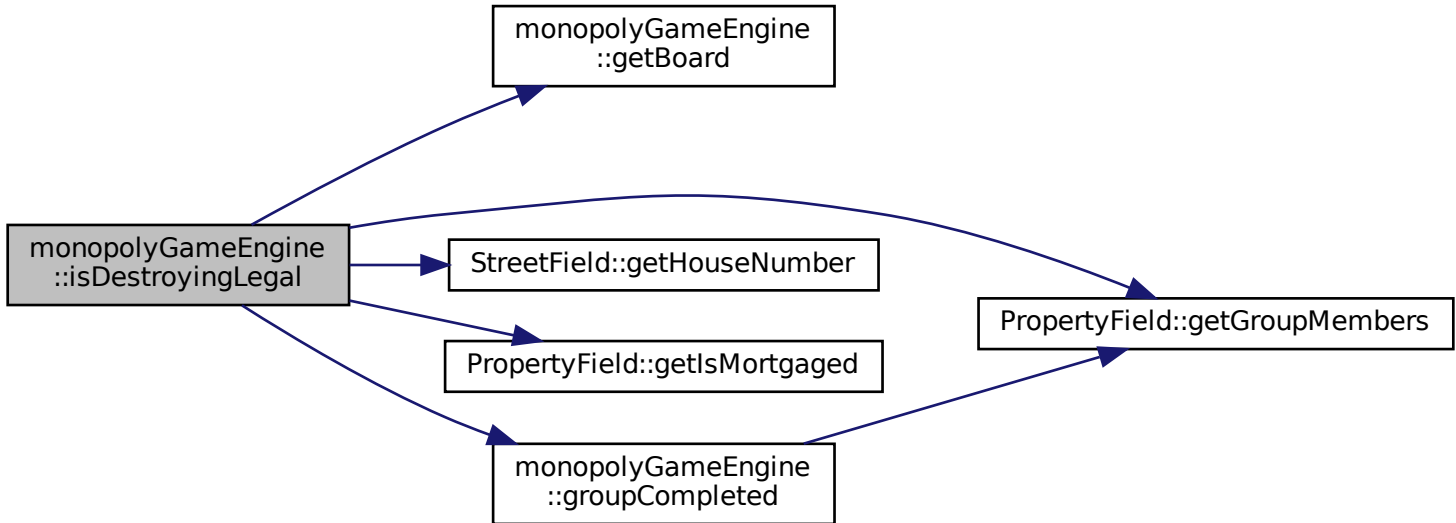 monopolyGameEngine
::getBoard
monopolyGameEngine
::isDestroyingLegal
StreetField::getHouseNumber
PropertyField::getGroupMembers
PropertyField::getIsMortgaged
monopolyGameEngine
::groupCompleted